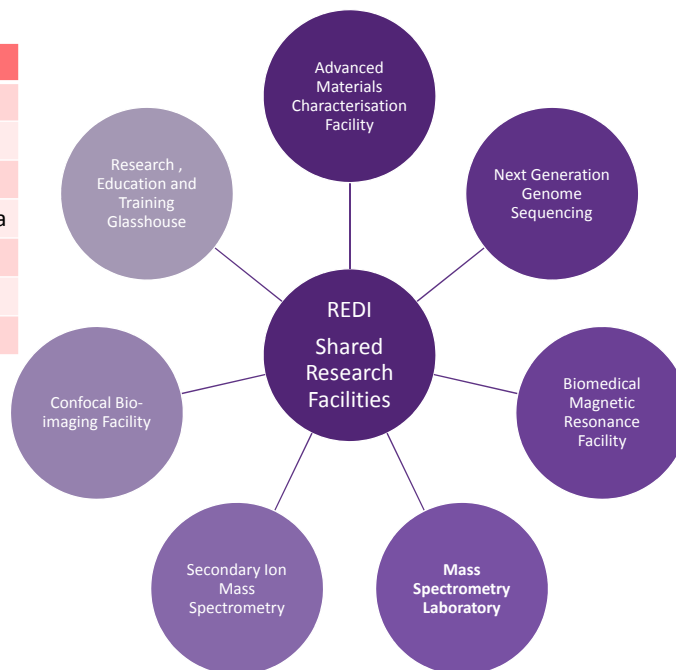 Advanced
Materials
Characterisation
Facility
Next Generation
Genome
Sequencing
Biomedical
Magnetic
Resonance
Facility
Mass
Spectrometry
Laboratory
Secondary Ion
Mass
Spectrometry
Confocal Bio-
imaging Facility
Research ,
Education and
Training
Glasshouse
REDI
Shared
Research
Facilities
a